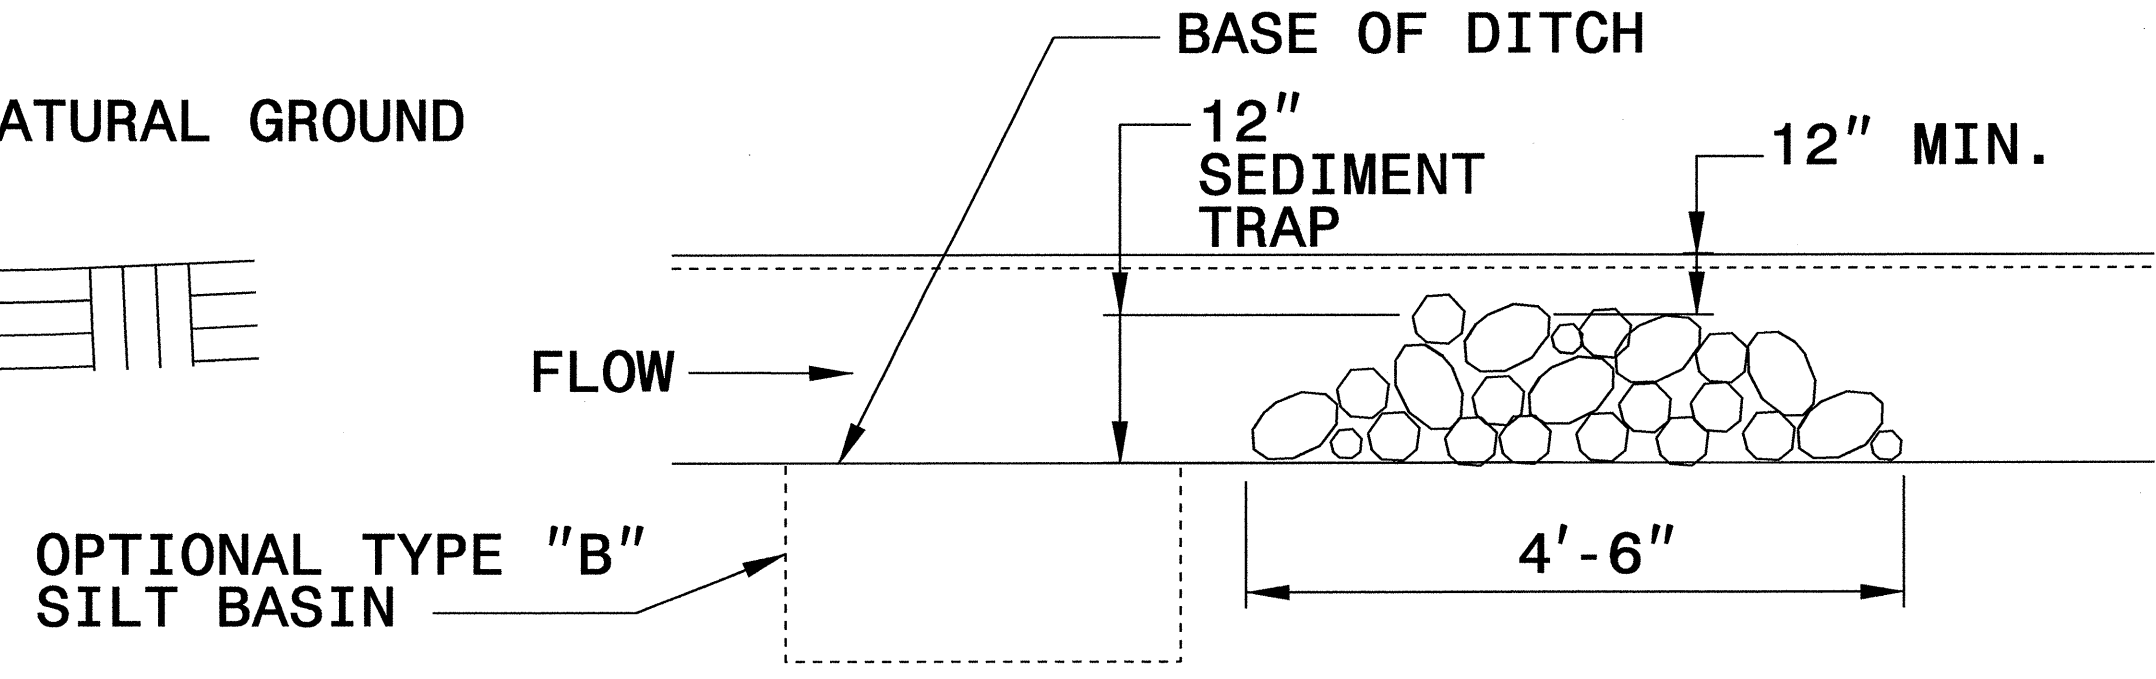 BASE OF DITCH
ATURAL GROUND
12"
SEDIMENT
TRAP
12" MIN.
FLOW
OPTIONAL TYPE "B"
SILT BASIN
4'-6"